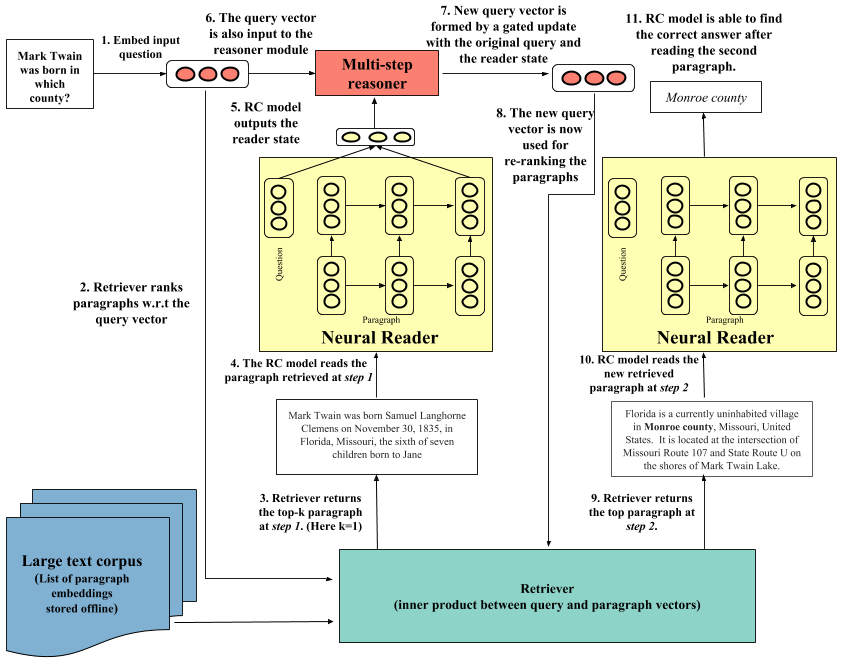 Mark Twain
was born in
which
county?
1. Embed input
question
6. The query vector
is also input to the
reasoner module
Multi-step
reasoner
7. New query vector is
formed by a gated update
with the original query and
the reader state
11. RC model is able to find
the correct answer after
reading the second
paragraph.
Monroe county
5. RC model
outputs the
reader state
8. The new query
vector is now
used for
re-ranking the
paragraphs
Question
Paragraph
Neural Reader
Question
Paragraph
Neural Reader
2. Retriever ranks
paragraphs w.r.t the
query vector
4. The RC model reads the
paragraph retrieved at step 1
10. RC model reads the
new retrieved
paragraph at step 2
Mark Twain was born Samuel Langhorne
Clemens on November 30, 1835, in
Florida, Missouri, the sixth of seven
children born to Jane
Florida is a currently uninhabited village
in Monroe county, Missouri, United
States. It is located at the intersection of
Missouri Route 107 and State Route U on
the shores of Mark Twain Lake.
3. Retriever returns
the top-k paragraph
at step 1. (Here k=1)
9. Retriever returns
the top paragraph at
step 2.
Large text corpus
(List of paragraph
embeddings
stored offline)
Retriever
(inner product between query and paragraph vectors)